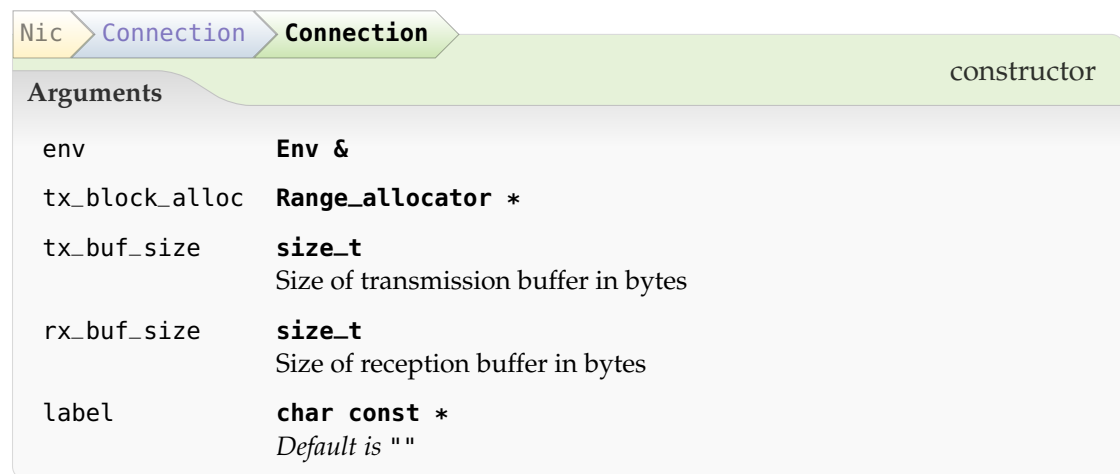 Nic Connection Connection
constructor
Arguments
env Env &
tx_block_alloc Range_allocator *
tx_buf_size size_t
Size of transmission buffer in bytes
rx_buf_size size_t
Size of reception buffer in bytes
label char const *
Default is ""